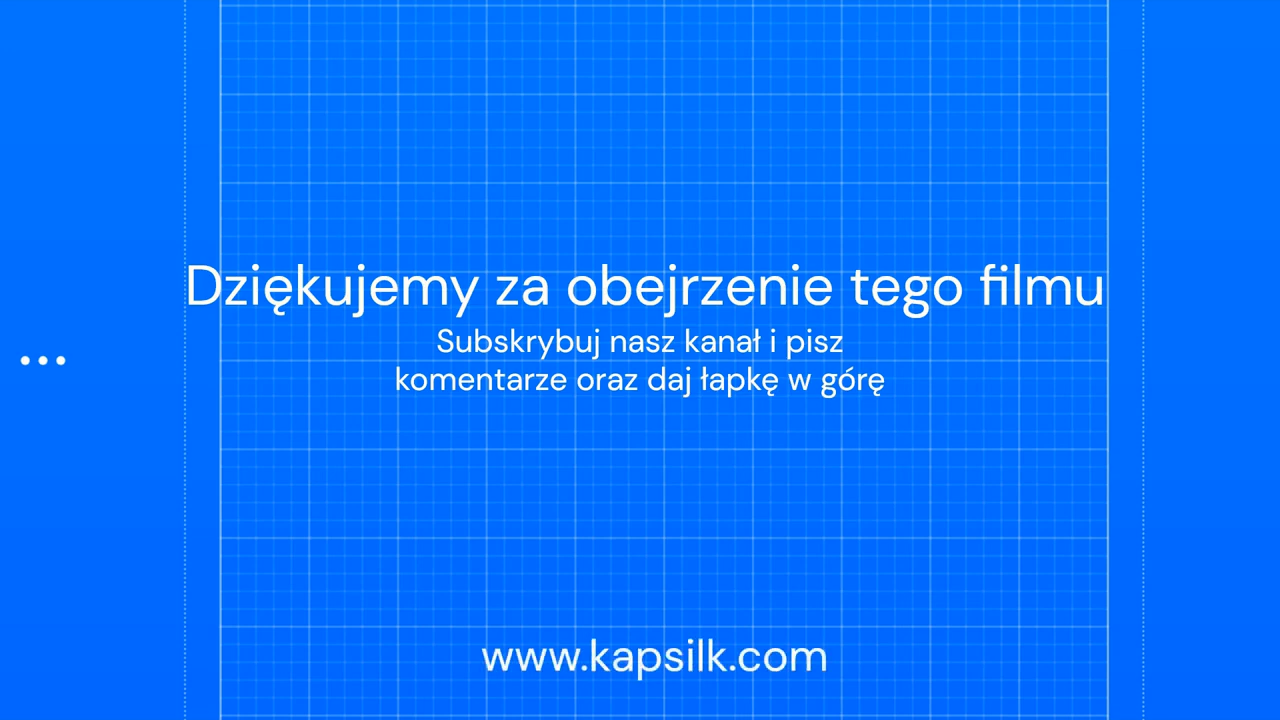 Dziękujemy za obejrzenie tego filmu
Subskrybuj nasz kanał i pisz
komentarze oraz daj łapkę w górę
www.kapsilk.com